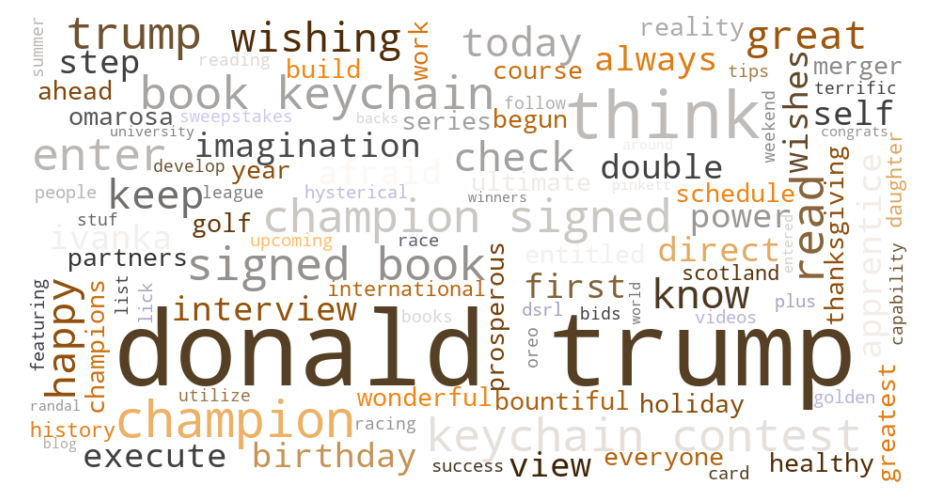 summer
trump
wishing
work
today
reality
great
step
reading
build
course
always
tips
wishes
merger
ahead
book keychain
follow
think
weekend
terrific
self
omarosa
sweepstakes
backs
series
begun
congrats
university
imagination
around
enter
develop
year
afraid
check
double
thanksgiving
daughter
people
keep
league
hysterical
ultimate
winners
pinkett
schedule
read
apprentice
stuf
golf
champion signed
power
ivanka
upcoming
race
entitled
direct
entered
partners
signed book
prosperous
scotland
capability
featuring
happy
champions
list
lick
interview
international
first
know
plus
books
dsrl
bids
world
videos
donald trump
oreo
utilize
wonderful
bountiful
holiday
golden
greatest
randal
champion
racing
keychain contest
history
blog
execute
birthday
success
view
everyone
card
healthy